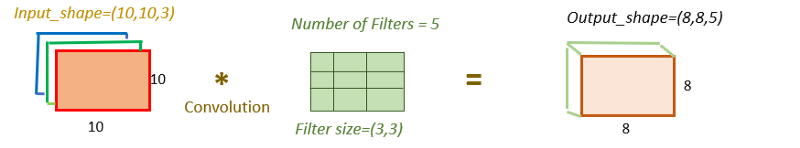 Input_shape=(10,10,3)
Number of Filters = 5
Output_shape=(8,8,5)
10
10
*
Convolution
=
8
8
Filter size=(3,3)